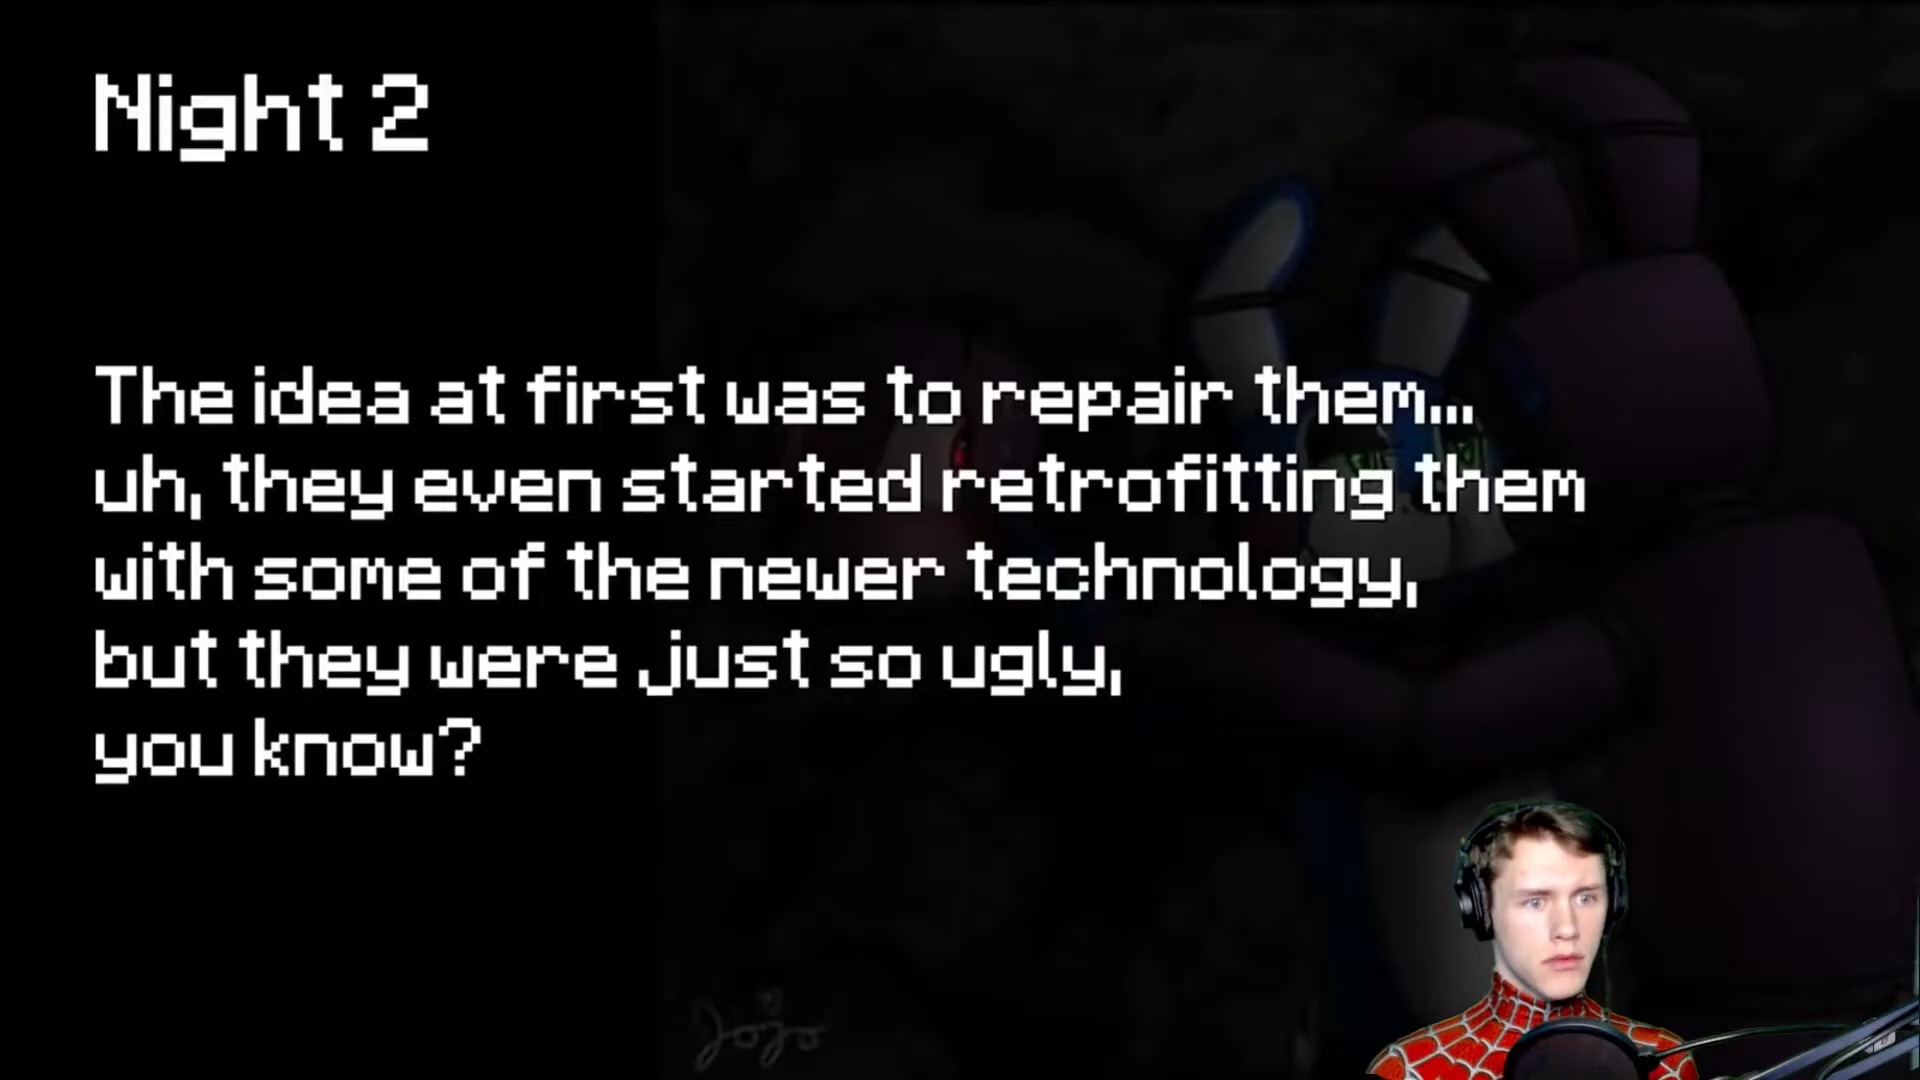 Night 2
The idea at first was to repair them...
uh, they even started retrofitting them
with some of the newer technology,
but they were just so ugly,
you know?
Jojo